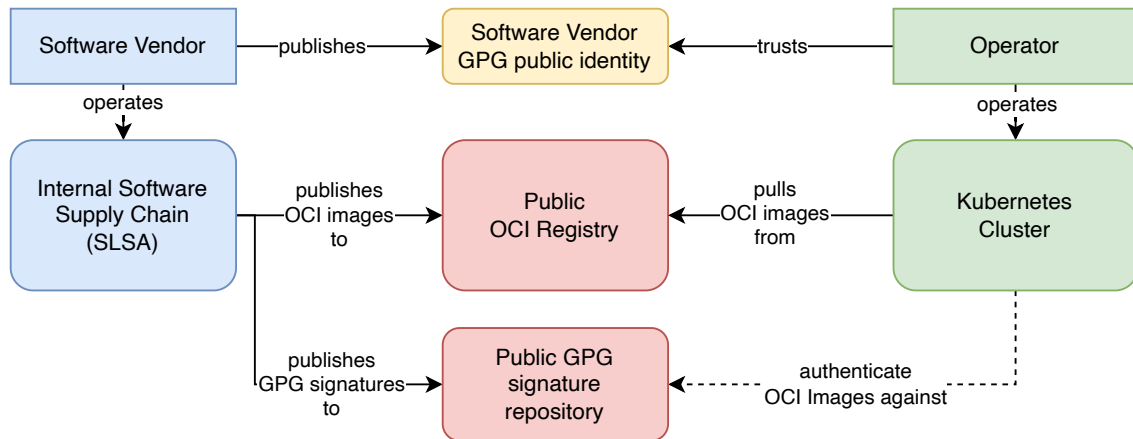 Software Vendor
publishes
Software Vendor
GPG public identity
trusts
Operator
operates
operates
Internal Software
Supply Chain
(SLSA)
publishes
OCI images
to
Public
OCI Registry
pulls
OCI images
from
Kubernetes
Cluster
publishes
GPG signatures
to
Public GPG
signature
repository
authenticate
OCI Images against